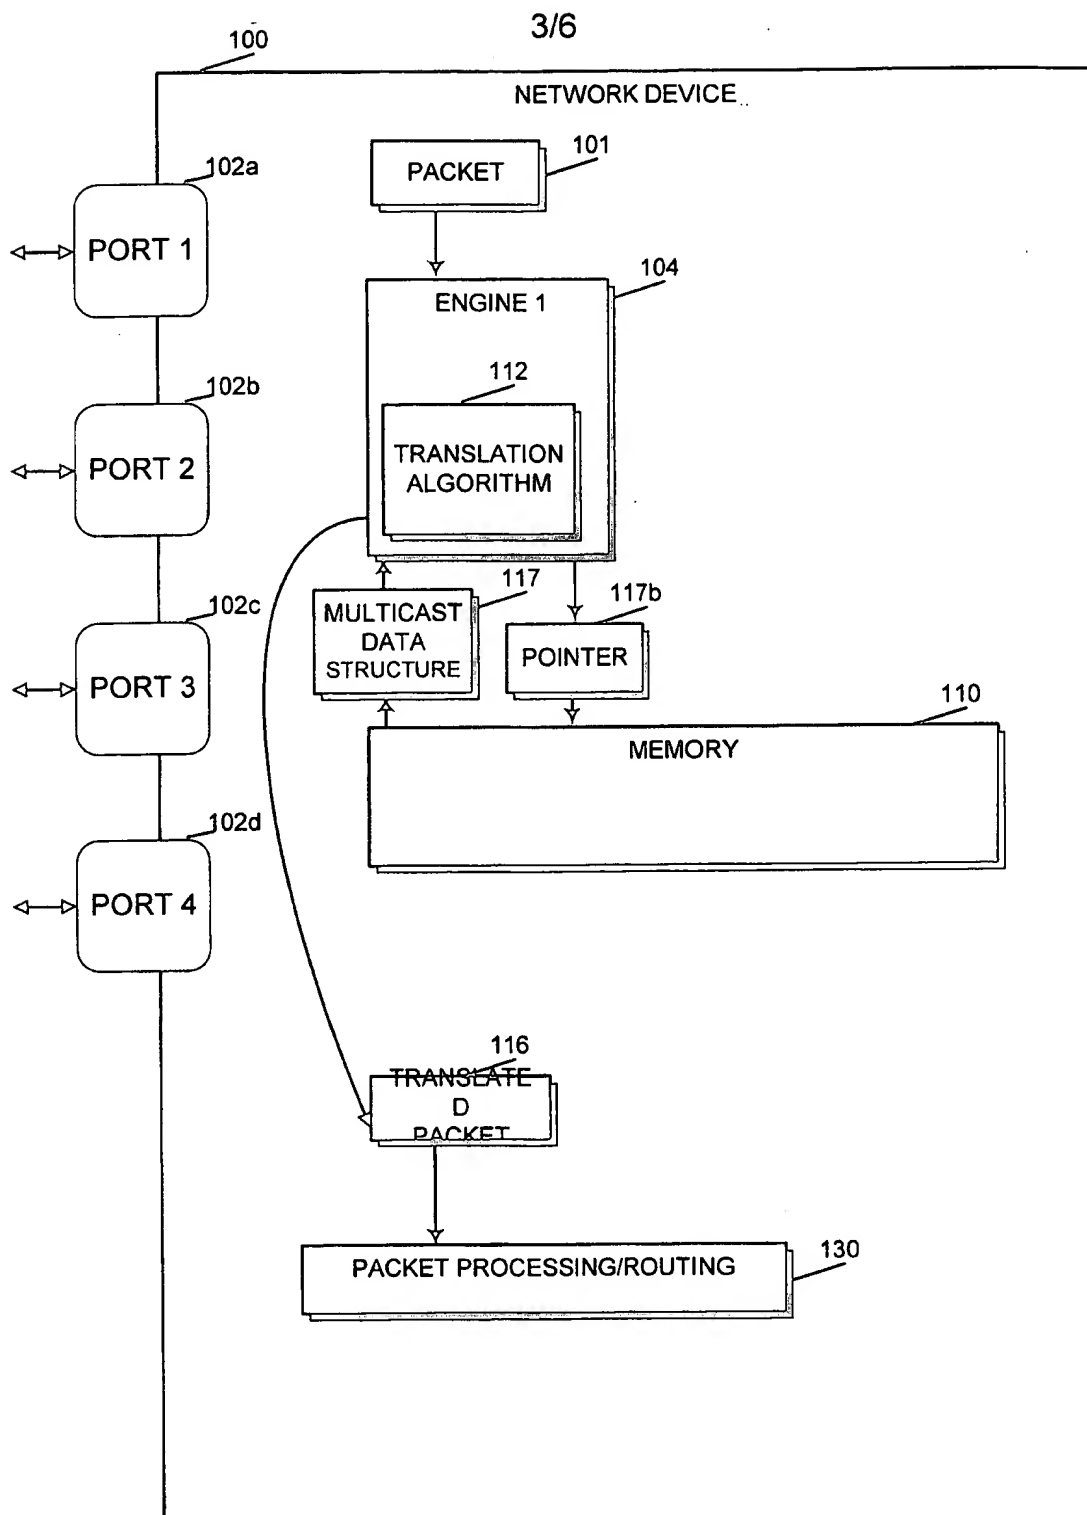 3/6
100
NETWORK DEVICE
102a
PACKET
101
PORT 1
104
ENGINE 1
102b
112
PORT 2
TRANSLATION
ALGORITHM
102c
117
117b
MULTICAST
DATA
STRUCTURE
POINTER
PORT 3
110
MEMORY
102d
PORT 4
116
TRANSLATE
D
PACKET
PACKET PROCESSING/ROUTING
130